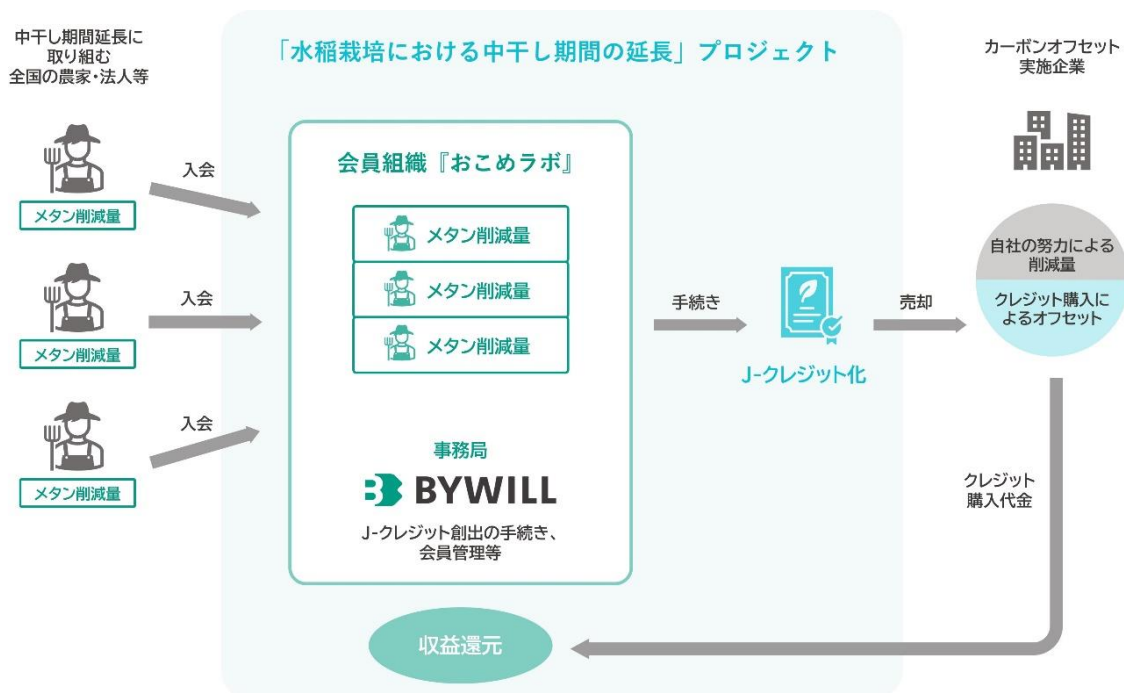 中干し期間延長に
取り組む
全国の農家・法人等
メタン削減量
メタン削減量
メタン削減量
入会
入会
入会
「水稲栽培における中干し期間の延長」プロジェクト
会員組織『おこめラボ』
メタン削減量
メタン削減量
メタン削減量
事務局
BYWILL
J-クレジット創出の手続き、
会員管理等
手続き
J-クレジット化
売却
カーボンオフセット
実施企業
自社の努力による
削減量
クレジット購入に
よるオフセット
クレジット
購入代金
収益還元